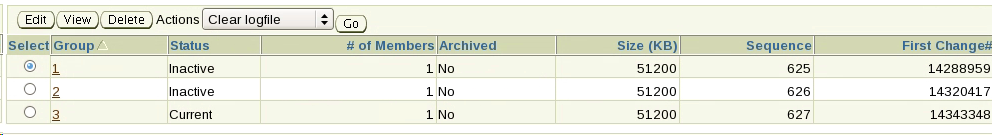 Edit View Delete Actions Clear logfile Go
Select Group Status # of Members Archived Size (KB) Sequence First Change#
1 Inactive 1 No 51200 625 14288959
2 Inactive 1 No 51200 626 14320417
3 Current 1 No 51200 627 14343348